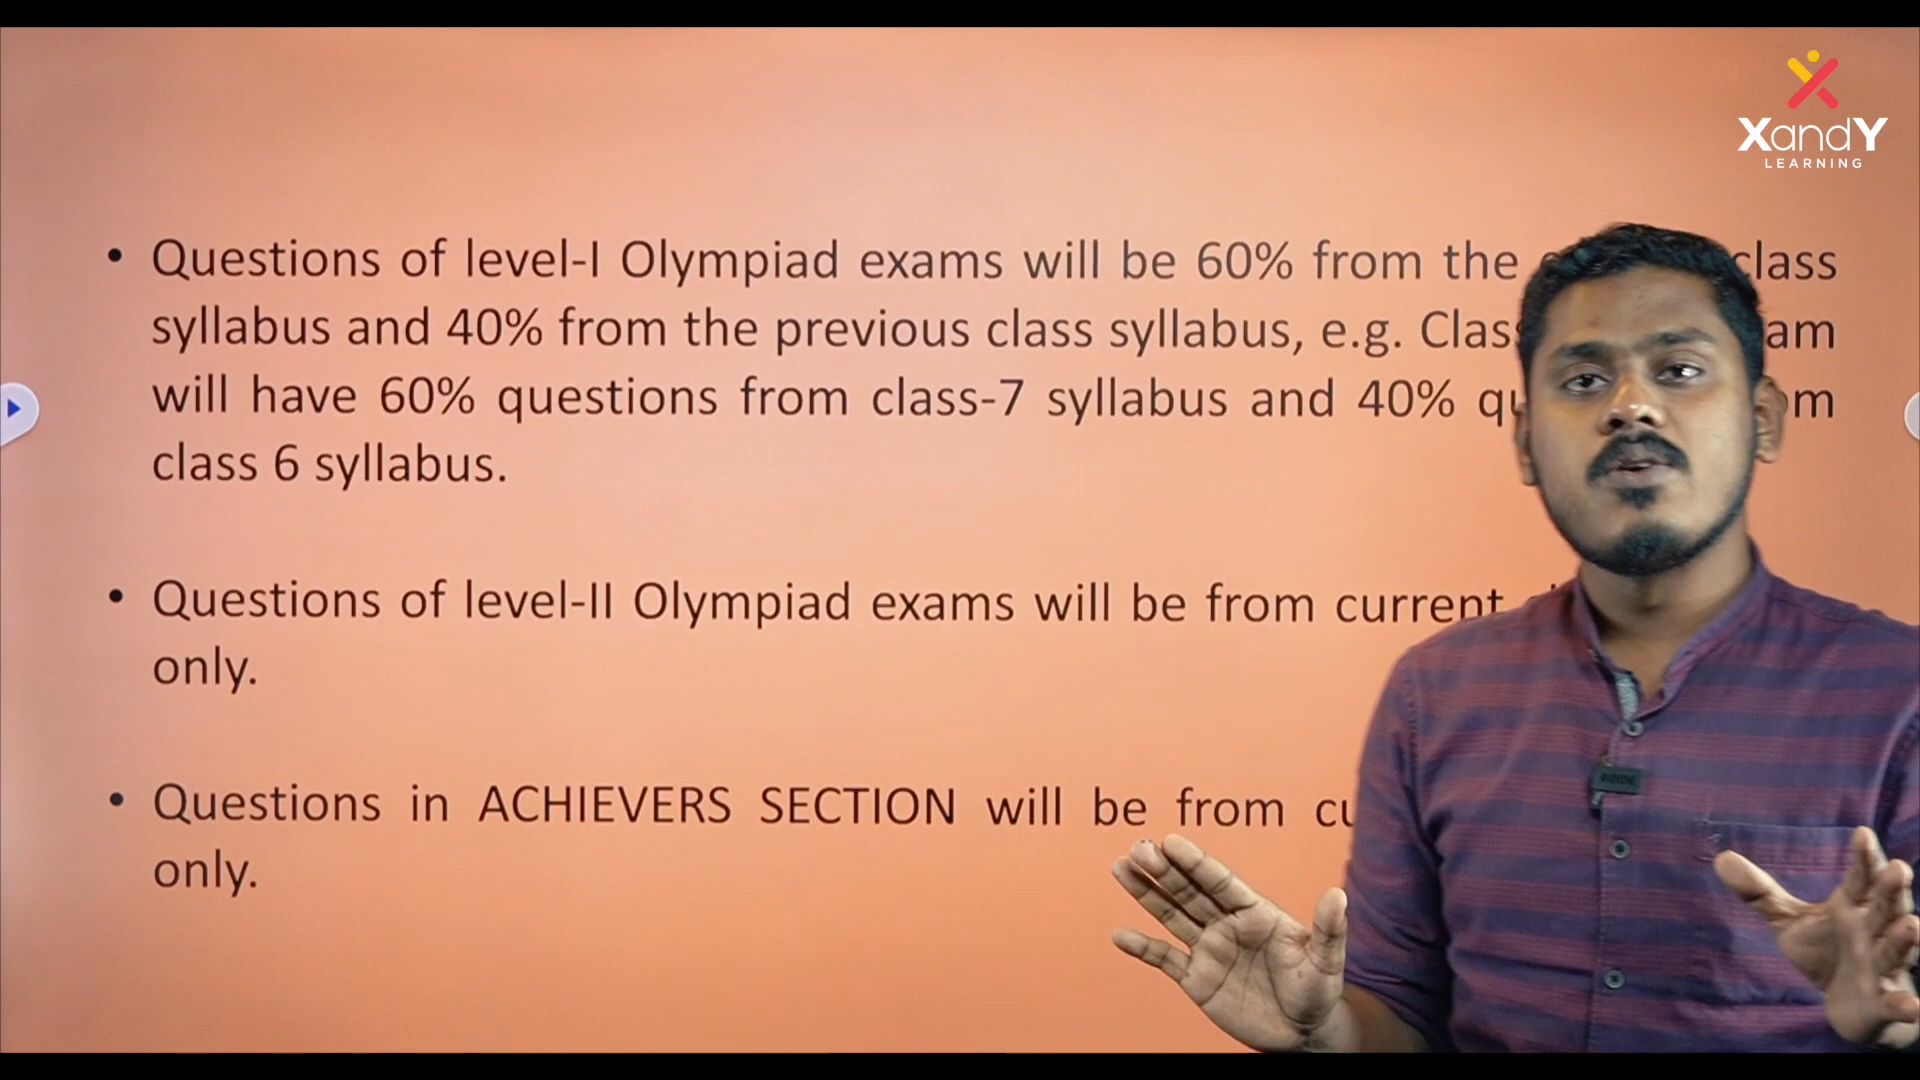 XandY
LEARNING
• Questions of level-I Olympiad exams will be 60% from the class
syllabus and 40% from the previous class syllabus, e.g. Class am
will have 60% questions from class-7 syllabus and 40%
class 6 syllabus.
• Questions of level-II Olympiad exams will be from current
only.
• Questions in ACHIEVERS SECTION will be from
only.